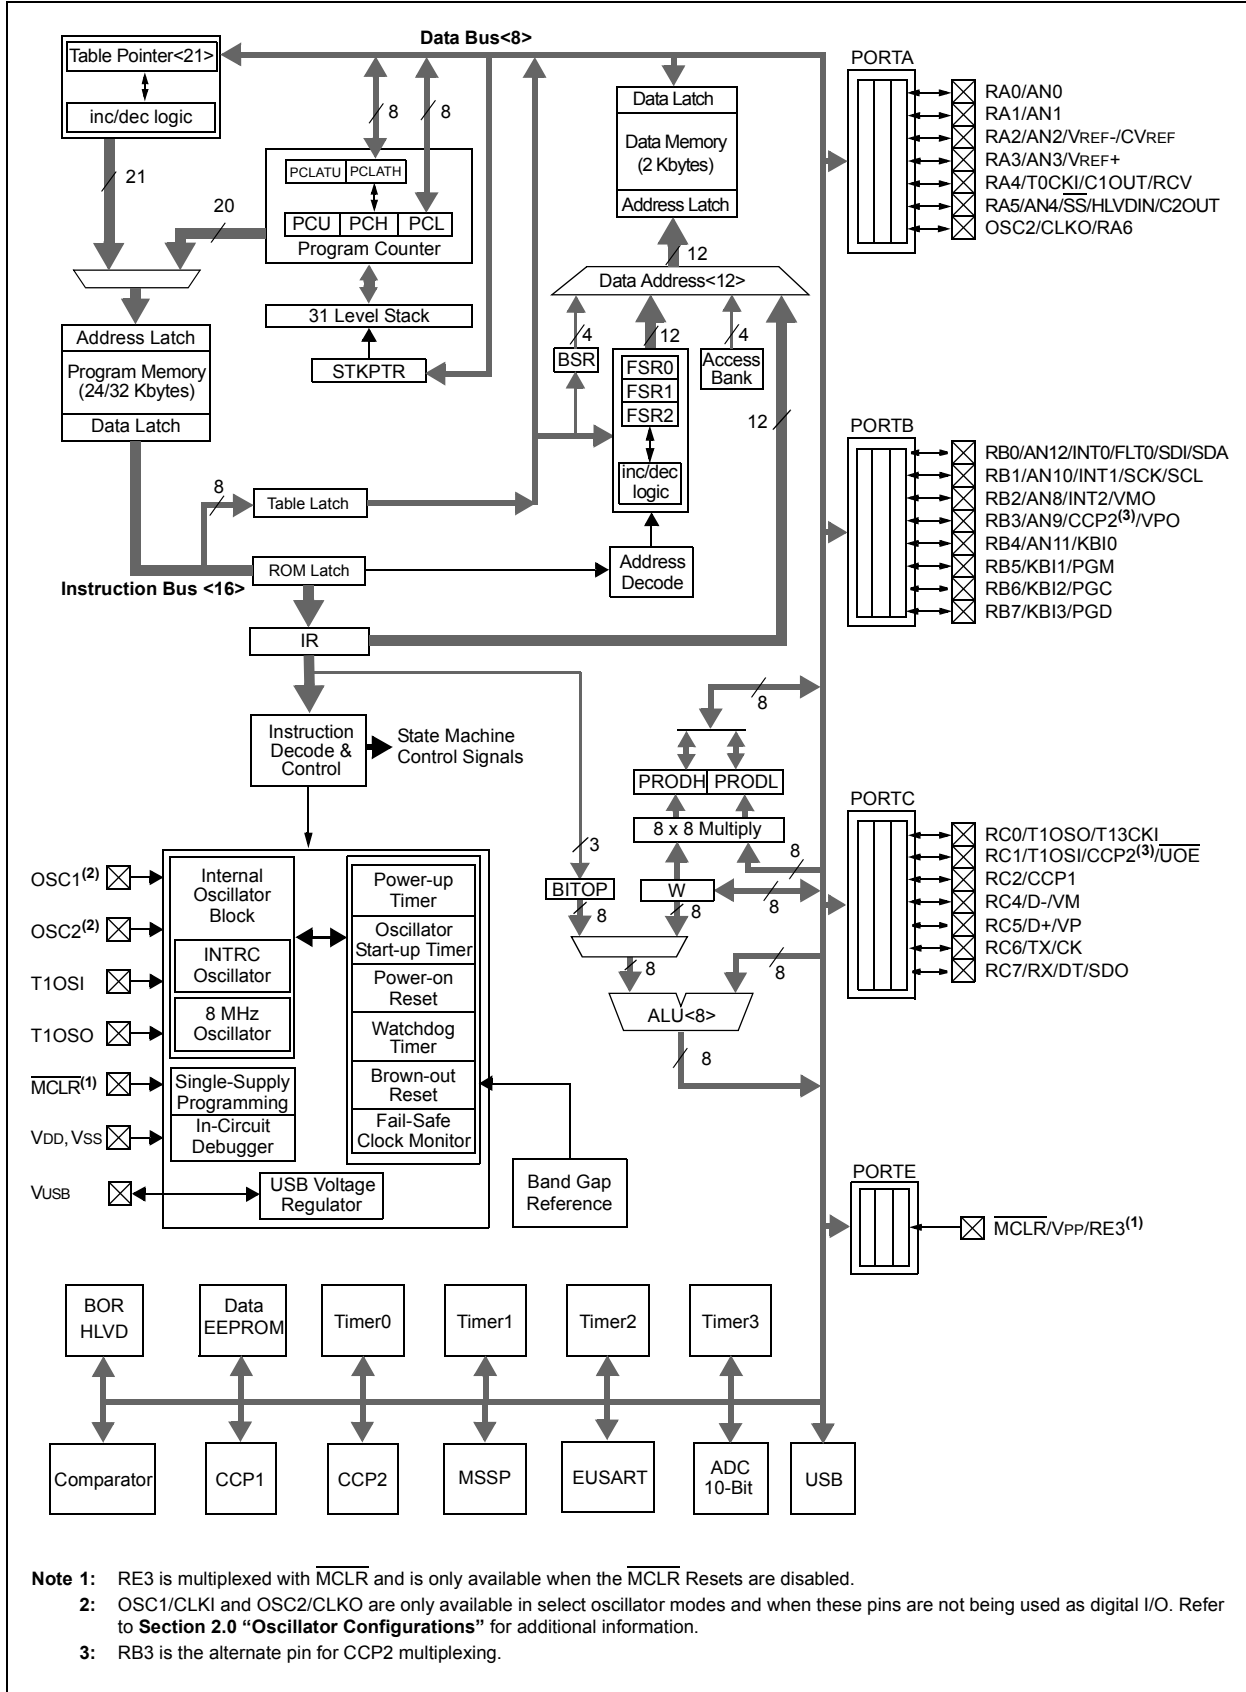 Data Bus<8>
Table Pointer<21>
inc/dec logic
21
20
8
8
PCLATU PCLATH
PCU PCH PCL
Program Counter
31 Level Stack
STKPTR
Address Latch
Program Memory
(24/32 Kbytes)
Data Latch
Instruction Bus <16>
8
Table Latch
ROM Latch
IR
Data Latch
Data Memory
(2 Kbytes)
Address Latch
12
Data Address<12>
4
12
4
BSR
FSR0
FSR1
FSR2
inc/dec
logic
Access
Bank
12
Address
Decode
Instruction
Decode &
Control
State Machine
Control Signals
8
PRODH PRODL
8 x 8 Multiply
3
8
BITOP
W
8
8
8
8
8
ALU<8>
8
OSC1(2)
OSC2(2)
T1OSI
T1OSO
MCLR(1)
VDD, VSS
VUSB
Internal
Oscillator
Block
INTRC
Oscillator
8 MHz
Oscillator
Single-Supply
Programming
In-Circuit
Debugger
USB Voltage
Regulator
Power-up
Timer
Oscillator
Start-up Timer
Power-on
Reset
Watchdog
Timer
Brown-out
Reset
Fail-Safe
Clock Monitor
Band Gap
Reference
PORTA
RA0/AN0
RA1/AN1
RA2/AN2/VREF-/CVREF
RA3/AN3/VREF+
RA4/T0CKI/C1OUT/RCV
RA5/AN4/SS/HLVDIN/C2OUT
OSC2/CLKO/RA6
PORTB
RB0/AN12/INT0/FLT0/SDI/SDA
RB1/AN10/INT1/SCK/SCL
RB2/AN8/INT2/VMO
RB3/AN9/CCP2(3)/VPO
RB4/AN11/KBI0
RB5/KBI1/PGM
RB6/KBI2/PGC
RB7/KBI3/PGD
PORTC
RC0/T1OSO/T13CKI
RC1/T1OSI/CCP2(3)/UOE
RC2/CCP1
RC4/D-/VM
RC5/D+/VP
RC6/TX/CK
RC7/RX/DT/SDO
PORTE
MCLR/VPP/RE3(1)
BOR
HLVD
Data
EEPROM
Timer0
Timer1
Timer2
Timer3
Comparator
CCP1
CCP2
MSSP
EUSART
ADC
10-Bit
USB
Note 1: RE3 is multiplexed with MCLR and is only available when the MCLR Resets are disabled.
2: OSC1/CLKI and OSC2/CLKO are only available in select oscillator modes and when these pins are not being used as digital I/O. Refer
to Section 2.0 “Oscillator Configurations” for additional information.
3: RB3 is the alternate pin for CCP2 multiplexing.